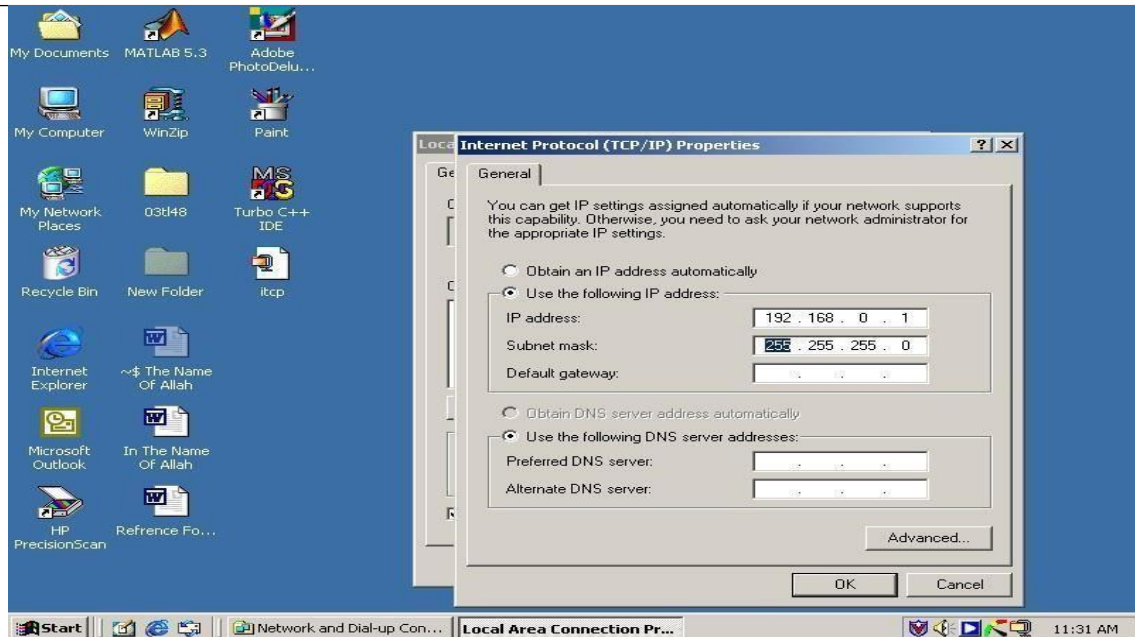 My Documents
MATLAB 5.3
Adobe
PhotoDelu...
My Computer
WinZip
Paint
My Network
Places
03tl48
Turbo C++
IDE
Recycle Bin
New Folder
itcp
Internet
Explorer
~$ The Name
Of Allah
Microsoft
Outlook
In The Name
Of Allah
HP
PrecisionScan
Refrence Fo...
Loca
Internet Protocol (TCP/IP) Properties
Ge
General
You can get IP settings assigned automatically if your network supports
this capability. Otherwise, you need to ask your network administrator for
the appropriate IP settings.
Obtain an IP address automatically
Use the following IP address:
IP address: 192 . 168 . 0 . 1
Subnet mask: 255 . 255 . 255 . 0
Default gateway: . . .
Obtain DNS server address automatically
Use the following DNS server addresses:
Preferred DNS server: . . .
Alternate DNS server: . . .
Advanced...
OK Cancel
Start Network and Dial-up Con... Local Area Connection Pr... 11:31 AM